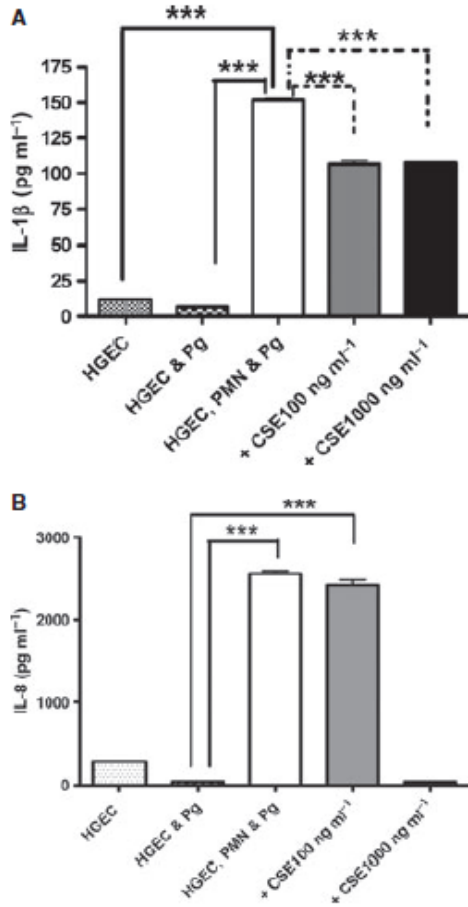 A
***
***
***
***
IL-1β (pg ml⁻¹)
175
150
125
100
75
50
25
0
HGEC
HGEC & Pg
HGEC, PMN & Pg
+ CSE100 ng ml⁻¹
+ CSE1000 ng ml⁻¹
B
***
***
IL-8 (pg ml⁻¹)
3000
2000
1000
0
HGEC
HGEC & Pg
HGEC, PMN & Pg
+ CSE100 ng ml⁻¹
+ CSE1000 ng ml⁻¹